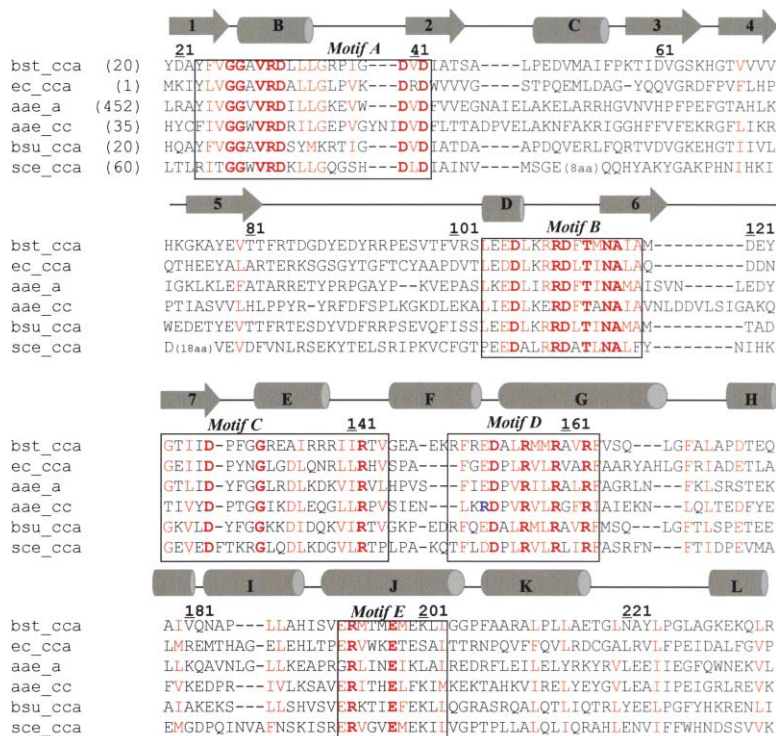 1 B 2 C 3 4
21 Motif A 41 61
bst_cca (20) YDAYFVGGAVRDLLLGRPIG---DVDIATSA----LPEDVMAIFPKTIDVGSKHGTVVVV
ec_cca (1) MKIYLVGGAVRDALLGLPVK---DRDWVVVG----STPQEMLDAG-YQQVGRDFPVFLHP
aae_a (452) LRAYIVGGVVRDILLGKEVW---DVDFVVEGNAIELAKELARRHGVNVHPFPEFGTAHLK
aae_cc (35) HYCFIVGGWVRDRILGEPVGYNIDVDFLTTADPVELAKNFAKRIGGHFFVFEKRGFLIKR
bsu_cca (20) HQAYFVGGAVRDSYMKRTIG---DVDIATDA----APDQVERLFQRTVDVGKEHGTIIVL
sce_cca (60) LTLRITGGWVRDKLLGQGSH---DLDIAINV----MSGE(8aa)QQHYAKYGAKPHNIHKI
5 D 6
81 101 Motif B 121
bst_cca HKGKAYEVTTFRTDGDYEDYRRPESVTFVRSLEEDLKRRDFTMNAIAM---------DEY
ec_cca QTHEEYALARTERKSGSGYTGFTCYAAPDVTLEDDLKRRDLTINALAQ---------DDN
aae_a IGKLKLEFATARRETYPRPGAYP---KVEPASLKEDLIRRDFTINAMAISVN----LEDY
aae_cc PTIASVVLHLPPYR-YRFDFSPLKGKDLEKALIEDLKERDFTANAIAVNLDDVLSIGAKQ
bsu_cca WEDETYEVTTFRTESDYVDFRRPSEVQFISSLEEDLKRRDLTINAMAM---------TAD
sce_cca D(18aa)VEVDFVNLRSEKYTELSRIPKVCFGTPEEDALRRDATLNALFY--------NIHK
7 E F G H
Motif C 141 Motif D 161
bst_cca GTIID-PFGGREAIRRRIIRTVGEA-EKRFREDALRMMRAVRFVSQ---LGFALAPDTEQ
ec_cca GEIID-PYNGLGDLQNRLLRHVSPA-FGEDPLRVLRVARFAARYAHLGFRIADETLA
aae_a GTLID-YFGGLRDLKDKVIRVLHPVS-FIEDPVRILRALRFAGRLN---FKLSRSTEK
aae_cc TIVYD-PTGGIKDLEQGLLRPVSIEN---LKRDPVRVLRGFRIAIEKN---LQLTEDFYE
bsu_cca GKVLD-YFGGKKDIDQKVIRTVGKPEDRFQEDALRMLRAVRFMSQ---LGFTLSPETEE
sce_cca GEVEDFTKRGLQDLKDGVLRTPLPA-KQTFLDDPLRVLRLIRFASRFN---FTIDPEVMA
I J K L
181 Motif E 201 221
bst_cca AIVQNAP---LLAHISVERMTMEMEKLLGGPFAARALPLLAETGLNAYLPGLAGKEKQLR
ec_cca LMREMTHAG-ELEHLTPERVWKETESALTTRNPQVFFQVLRDCGALRVLFPEIDALFGVP
aae_a LLKQAVNLG-LLKEAPRGRLINEIKLALREDRFLEILELYRKYRVLEEIIEGFQWNEKVL
aae_cc FVKEDPR---IVLKSAVERITHELFKIMKEKTAHKVIRELYEYGVLEAIIPEIGRLREVK
bsu_cca AIAKEKS---LLSHVSVERKTIEFEKLLQGRASRQALQTLIQTRLYEELPGFYHKRENLI
sce_cca EMGDPQINVAFNSKISRERVGVEMEKILVGPTPLLALQLIQRAHLENVIFFWHNDSSVVK